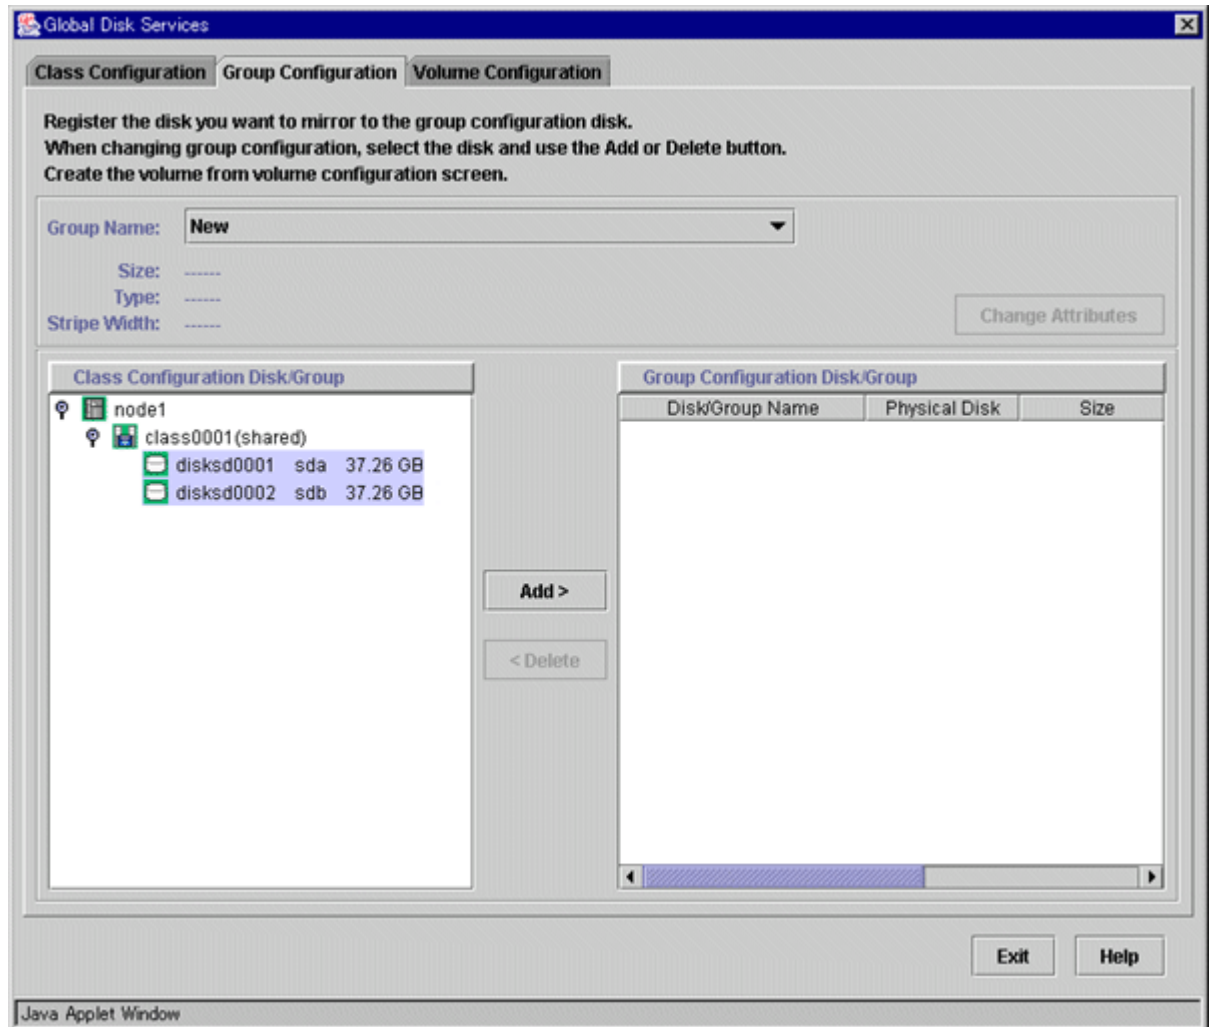 Global Disk Services
Class Configuration Group Configuration Volume Configuration
Register the disk you want to mirror to the group configuration disk.
When changing group configuration, select the disk and use the Add or Delete button.
Create the volume from volume configuration screen.
Group Name: New
Size: ------
Type: ------
Stripe Width: ------
Change Attributes
Class Configuration Disk/Group
node1
class0001(shared)
disksd0001 sda 37.26 GB
disksd0002 sdb 37.26 GB
Add >
< Delete
Group Configuration Disk/Group
Disk/Group Name Physical Disk Size
Exit Help
Java Applet Window